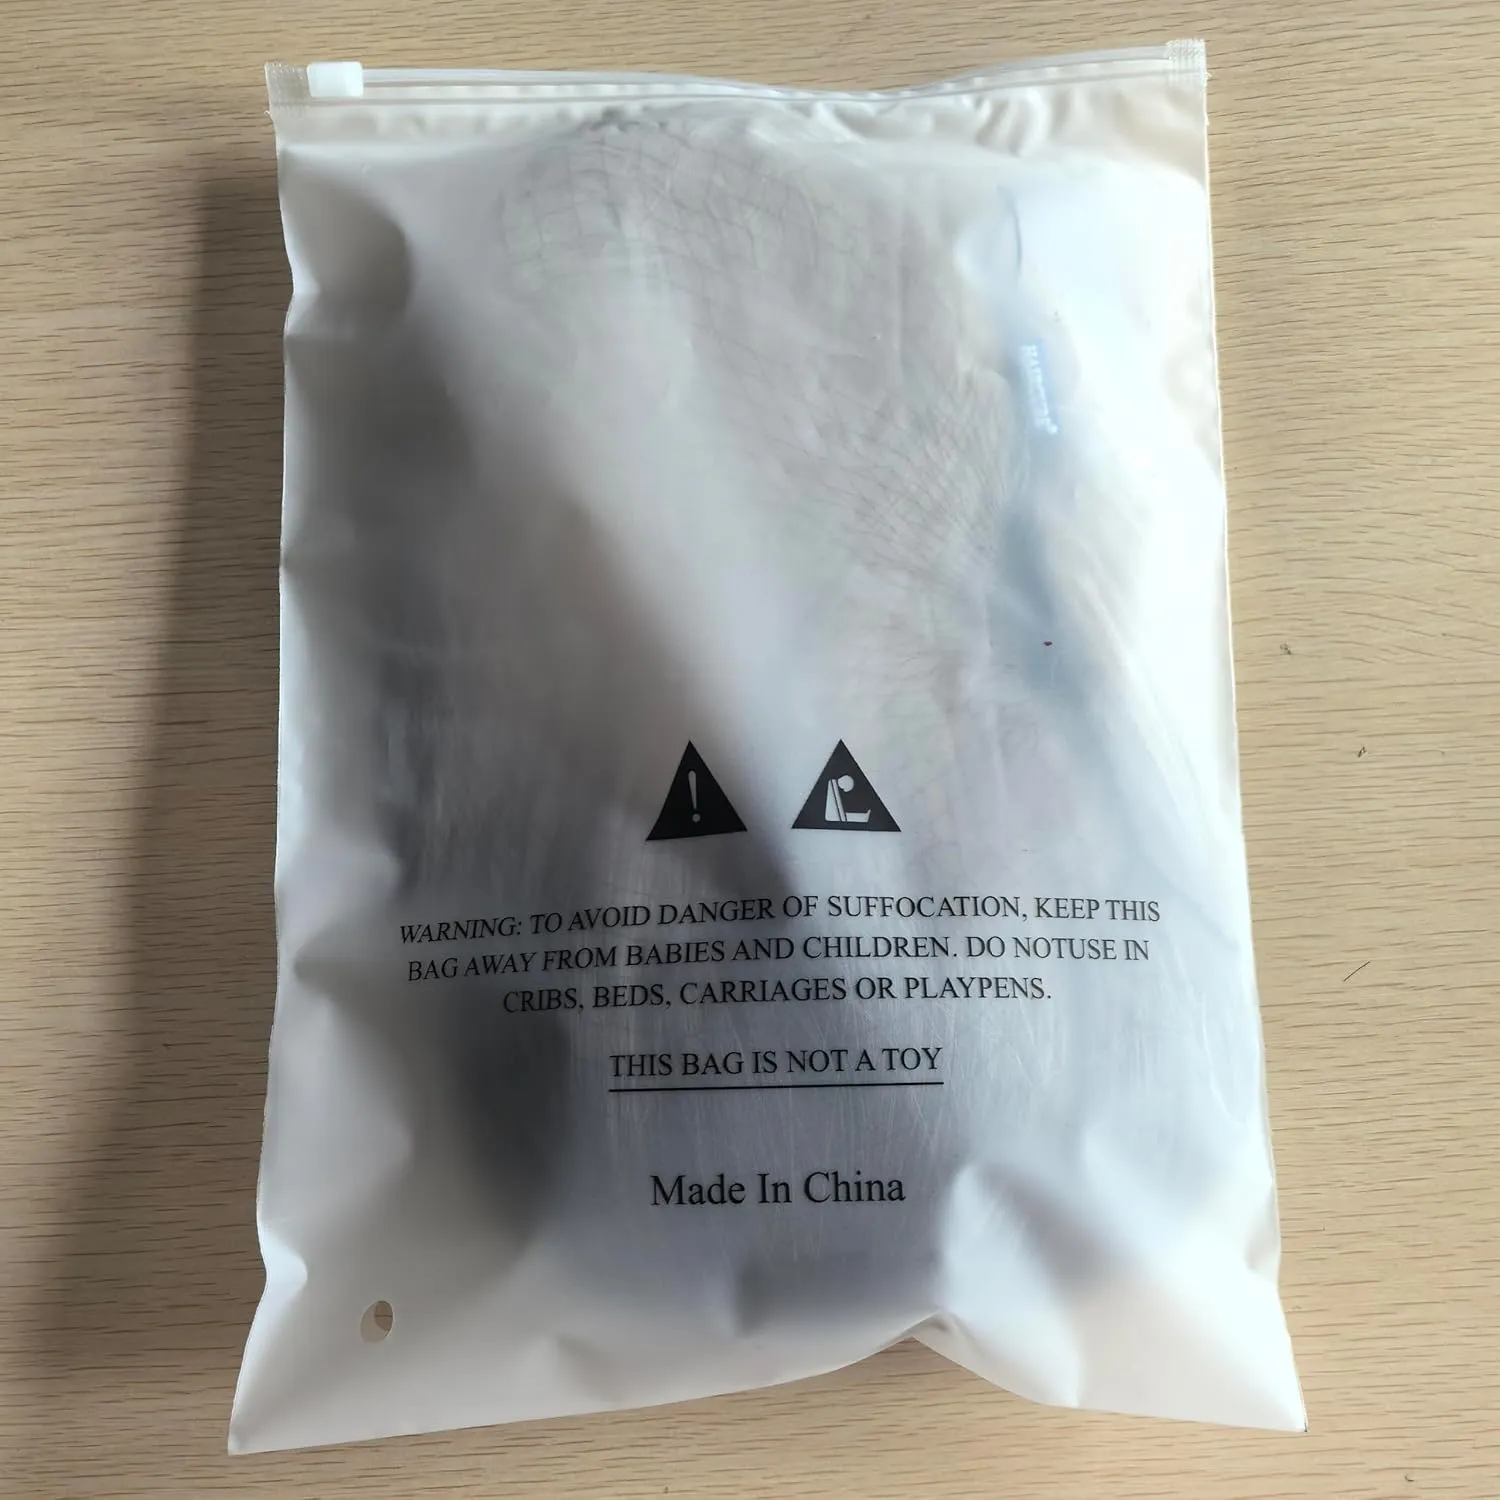 WARNING: TO AVOID DANGER OF SUFFOCATION, KEEP THIS
BAG AWAY FROM BABIES AND CHILDREN. DO NOTUSE IN
CRIBS, BEDS, CARRIAGES OR PLAYPENS.
THIS BAG IS NOT A TOY
Made In China